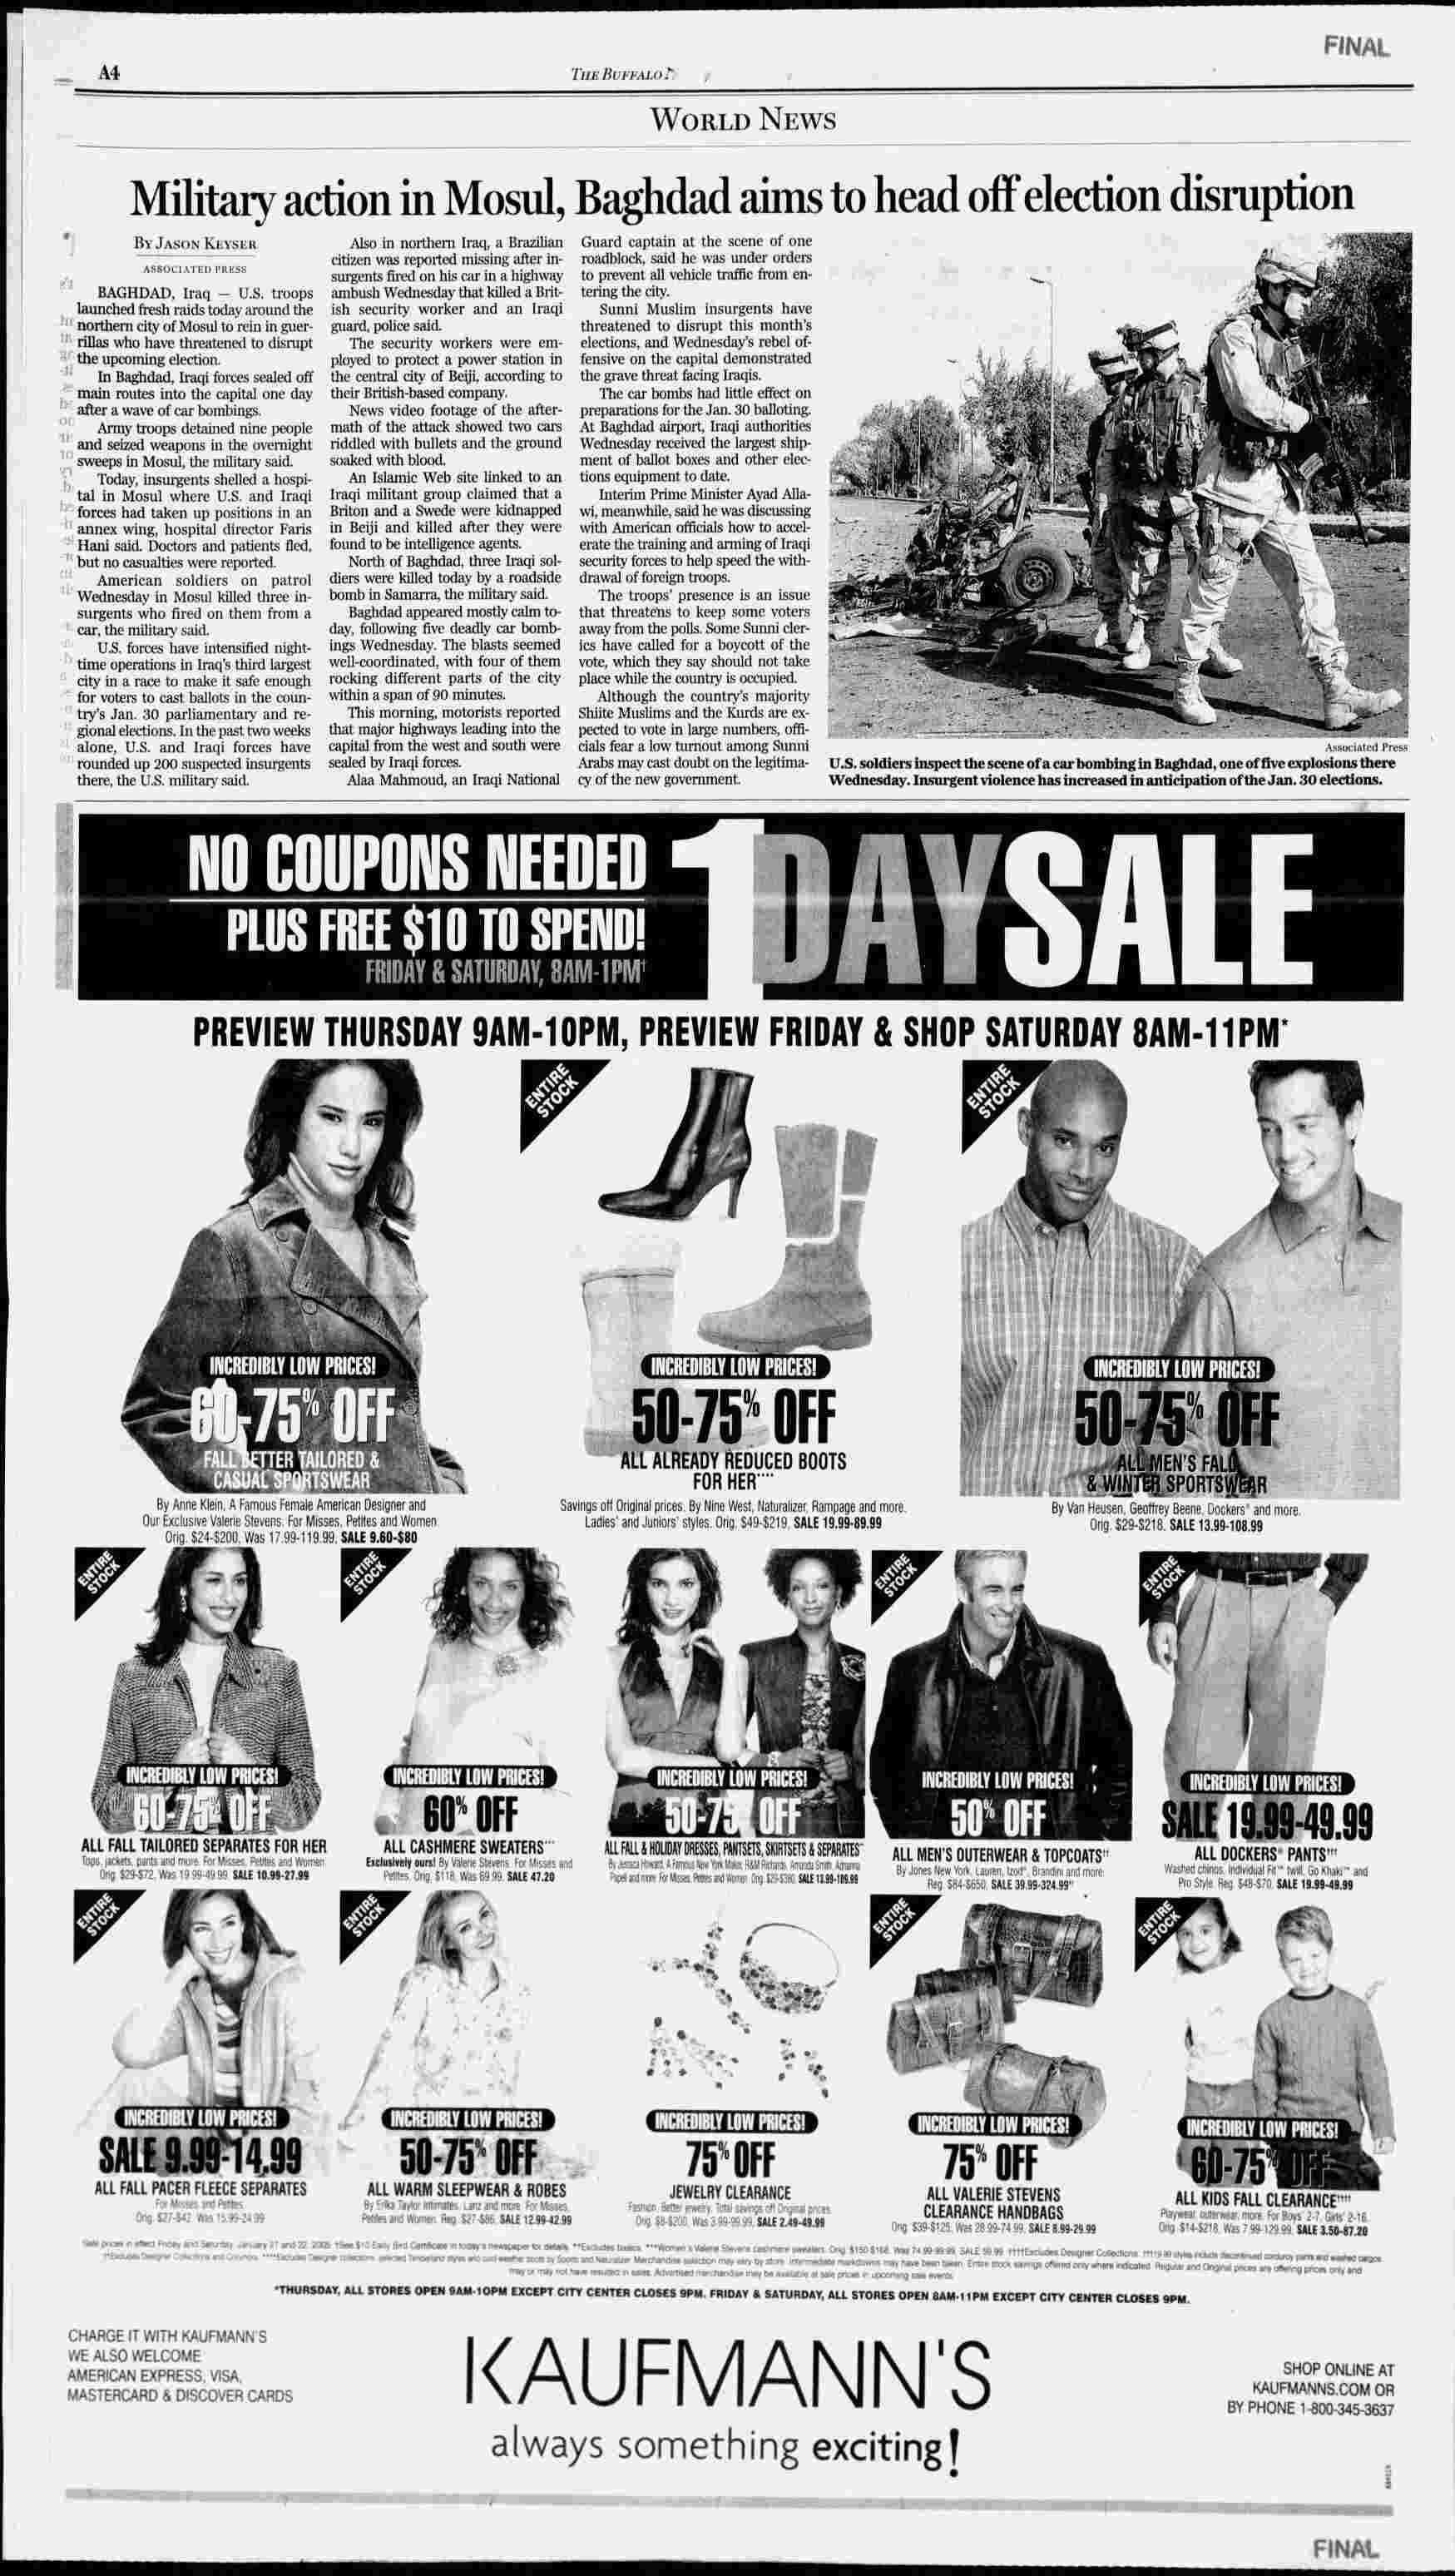 FINAL
A4
THE BUFFALO
WORLD NEWS
Military action in Mosul, Baghdad aims to head off election disruption
BY JASON KEYSER
ASSOCIATED PRESS
BAGHDAD, Iraq — U.S. troops
launched fresh raids today around the
northern city of Mosul to rein in guer-
rillas who have threatened to disrupt
the upcoming election.
In Baghdad, Iraqi forces sealed off
main routes into the capital one day
after a wave of car bombings.
Army troops detained nine people
and seized weapons in the overnight
sweeps in Mosul, the military said.
Today, insurgents shelled a hospi-
tal in Mosul where U.S. and Iraqi
forces had taken up positions in an
annex wing, hospital director Faris
Hani said. Doctors and patients fled,
but no casualties were reported.
American soldiers on patrol
Wednesday in Mosul killed three in-
surgents who fired on them from a
car, the military said.
U.S. forces have intensified night-
time operations in Iraq's third largest
city in a race to make it safe enough
for voters to cast ballots in the coun-
try's Jan. 30 parliamentary and re-
gional elections. In the past two weeks
alone, U.S. and Iraqi forces have
rounded up 200 suspected insurgents
there, the U.S. military said.
Also in northern Iraq, a Brazilian
citizen was reported missing after in-
surgents fired on his car in a highway
ambush Wednesday that killed a Brit-
ish security worker and an Iraqi
guard, police said.
The security workers were em-
ployed to protect a power station in
the central city of Beiji, according to
their British-based company.
News video footage of the after-
math of the attack showed two cars
riddled with bullets and the ground
soaked with blood.
An Islamic Web site linked to an
Iraqi militant group claimed that a
Briton and a Swede were kidnapped
in Beiji and killed after they were
found to be intelligence agents.
North of Baghdad, three Iraqi sol-
diers were killed today by a roadside
bomb in Samarra, the military said.
Baghdad appeared mostly calm to-
day, following five deadly car bomb-
ings Wednesday. The blasts seemed
well-coordinated, with four of them
rocking different parts of the city
within a span of 90 minutes.
This morning, motorists reported
that major highways leading into the
capital from the west and south were
sealed by Iraqi forces.
Alaa Mahmoud, an Iraqi National
Guard captain at the scene of one
roadblock, said he was under orders
to prevent all vehicle traffic from en-
tering the city.
Sunni Muslim insurgents have
threatened to disrupt this month's
elections, and Wednesday's rebel of-
fensive on the capital demonstrated
the grave threat facing Iraqis.
The car bombs had little effect on
preparations for the Jan. 30 balloting.
At Baghdad airport, Iraqi authorities
Wednesday received the largest ship-
ment of ballot boxes and other elec-
tions equipment to date.
Interim Prime Minister Ayad Alla-
wi, meanwhile, said he was discussing
with American officials how to accel-
erate the training and arming of Iraqi
security forces to help speed the with-
drawal of foreign troops.
The troops' presence is an issue
that threatens to keep some voters
away from the polls. Some Sunni cler-
ics have called for a boycott of the
vote, which they say should not take
place while the country is occupied.
Although the country's majority
Shiite Muslims and the Kurds are ex-
pected to vote in large numbers, offi-
cials fear a low turnout among Sunni
Arabs may cast doubt on the legitima-
cy of the new government.
Associated Press
U.S. soldiers inspect the scene of a car bombing in Baghdad, one of five explosions there
Wednesday. Insurgent violence has increased in anticipation of the Jan. 30 elections.
NO COUPONS NEEDED
PLUS FREE $10 TO SPEND!
FRIDAY & SATURDAY, 8AM-1PM†
1 DAY SALE
PREVIEW THURSDAY 9AM-10PM, PREVIEW FRIDAY & SHOP SATURDAY 8AM-11PM*
INCREDIBLY LOW PRICES!
60-75% OFF
FALL BETTER TAILORED &
CASUAL SPORTSWEAR
By Anne Klein, A Famous Female American Designer and
Our Exclusive Valerie Stevens. For Misses, Petites and Women
Orig. $24-$200, Was 17.99-119.99, SALE 9.60-$80
ENTIRE
STOCK
INCREDIBLY LOW PRICES!
50-75% OFF
ALL ALREADY REDUCED BOOTS
FOR HER****
Savings off Original prices. By Nine West, Naturalizer, Rampage and more.
Ladies' and Juniors' styles. Orig. $49-$219, SALE 19.99-89.99
ENTIRE
STOCK
INCREDIBLY LOW PRICES!
50-75% OFF
ALL MEN'S FALL
& WINTER SPORTSWEAR
By Van Heusen, Geoffrey Beene, Dockers® and more.
Orig. $29-$218, SALE 13.99-108.99
ENTIRE
STOCK
INCREDIBLY LOW PRICES!
60-75% OFF
ALL FALL TAILORED SEPARATES FOR HER
Tops, jackets, pants and more. For Misses, Petites and Women
Orig. $29-$72, Was 19.99-49.99, SALE 10.99-27.99
ENTIRE
STOCK
INCREDIBLY LOW PRICES!
60% OFF
ALL CASHMERE SWEATERS***
Exclusively ours! By Valerie Stevens. For Misses and
Petites. Orig. $118, Was 69.99, SALE 47.20
INCREDIBLY LOW PRICES!
50-75% OFF
ALL FALL & HOLIDAY DRESSES, PANTSETS, SKIRTSETS & SEPARATES**
By Jessica Howard, A Famous New York Maker, H&M Richards, Amanda Smith, Adrianna
Papell and more. For Misses, Petites and Women. Orig. $29-$380, SALE 13.99-189.99
ENTIRE
STOCK
INCREDIBLY LOW PRICES!
50% OFF
ALL MEN'S OUTERWEAR & TOPCOATS††
By Jones New York, Lauren, Izod®, Brandini and more.
Reg. $84-$650, SALE 39.99-324.99††
ENTIRE
STOCK
INCREDIBLY LOW PRICES!
SALE 19.99-49.99
ALL DOCKERS® PANTS†††
Washed chinos, Individual Fit™ twill, Go Khaki™ and
Pro Style. Reg. $48-$70, SALE 19.99-49.99
ENTIRE
STOCK
INCREDIBLY LOW PRICES!
SALE 9.99-14.99
ALL FALL PACER FLEECE SEPARATES
For Misses and Petites.
Orig. $27-$42, Was 15.99-24.99
ENTIRE
STOCK
INCREDIBLY LOW PRICES!
50-75% OFF
ALL WARM SLEEPWEAR & ROBES
By Erika Taylor Intimates, Lanz and more. For Misses,
Petites and Women. Reg. $27-$86, SALE 12.99-42.99
INCREDIBLY LOW PRICES!
75% OFF
JEWELRY CLEARANCE
Fashion, Better jewelry. Total savings off Original prices
Orig. $8-$200, Was 3.99-99.99, SALE 2.49-49.99
ENTIRE
STOCK
INCREDIBLY LOW PRICES!
75% OFF
ALL VALERIE STEVENS
CLEARANCE HANDBAGS
Orig. $39-$125, Was 28.99-74.99, SALE 8.99-29.99
ENTIRE
STOCK
INCREDIBLY LOW PRICES!
60-75% OFF
ALL KIDS FALL CLEARANCE††††
Playwear, outerwear, more. For Boys' 2-7, Girls' 2-16.
Orig. $14-$218, Was 7.99-129.99, SALE 3.50-87.20
Sale prices in effect Friday and Saturday, January 21 and 22, 2005. †See $10 Early Bird Certificate in today's newspaper for details. **Excludes basics. ***Women's Valerie Stevens cashmere sweaters. Orig. $150-$168, Was 74.99-99.99, SALE 59.99. ††††Excludes Designer Collections. †††19.99 styles include discontinued corduroy pants and washed cargos.
††Excludes Designer Collections and Columbia. ****Excludes Designer collections, selected Timberland styles and cold weather boots by Sporto and Naturalizer. Merchandise selection may vary by store. Intermediate markdowns may have been taken. Entire stock savings offered only where indicated. Regular and Original prices are offering prices only and
may or may not have resulted in sales. Advertised merchandise may be available at sale prices in upcoming sale events.
*THURSDAY, ALL STORES OPEN 9AM-10PM EXCEPT CITY CENTER CLOSES 9PM. FRIDAY & SATURDAY, ALL STORES OPEN 8AM-11PM EXCEPT CITY CENTER CLOSES 9PM.
CHARGE IT WITH KAUFMANN'S
WE ALSO WELCOME
AMERICAN EXPRESS, VISA,
MASTERCARD & DISCOVER CARDS
KAUFMANN'S
always something exciting!
SHOP ONLINE AT
KAUFMANNS.COM OR
BY PHONE 1-800-345-3637
FINAL